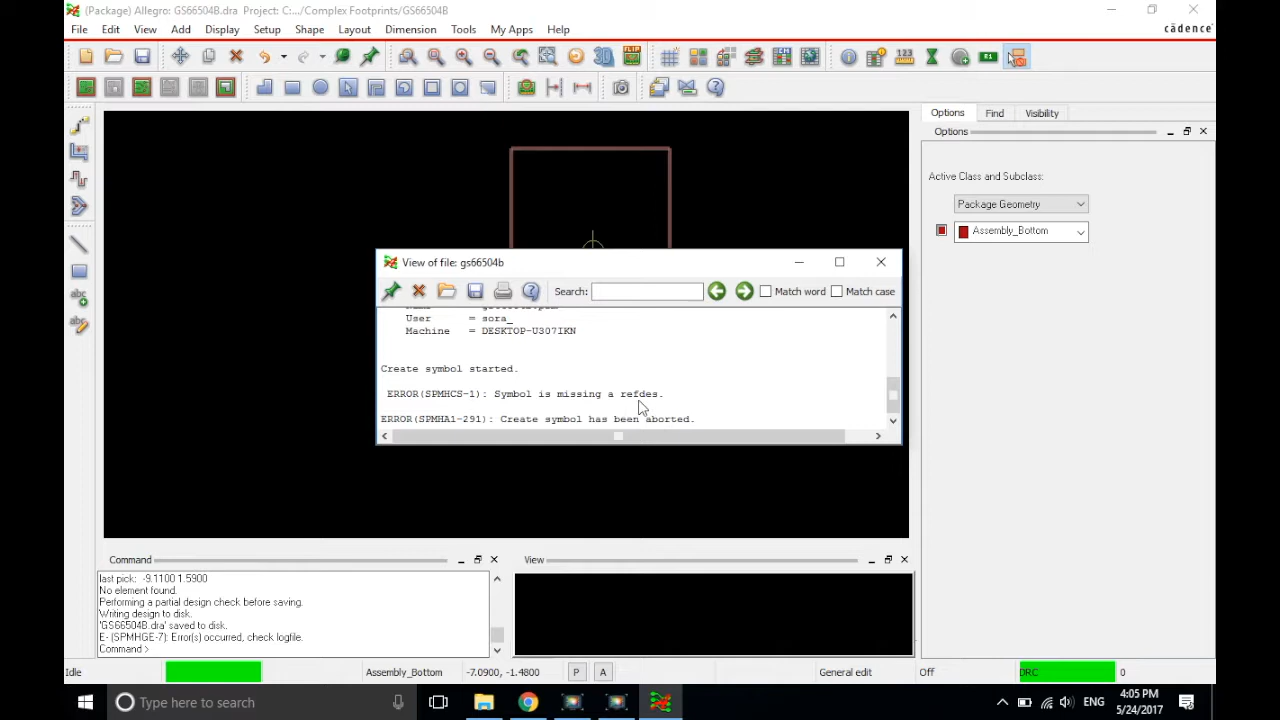 (Package) Allegro: GS66504B.dra Project: C:.../Complex Footprints/GS66504B
File Edit View Setup Add Display Setup Shape Layout Dimension Tools My Apps Help
cādence
Options Find Visibility
Options
Active Class and Subclass:
Package Geometry
Assembly_Bottom
View of file: gs66504b
Search: Match word Match case
User = sora_
Machine = DESKTOP-U307IKN
Create symbol started.
ERROR(SPMHCS-1): Symbol is missing a refdes.
ERROR(SPMHA1-291): Create symbol has been aborted.
Command
View
last pick: -9.1100 1.5900
No element found.
Performing a partial design check before saving.
'Writing design to disk.
'GS66504B.dra' saved to disk.
E- (SPMHGE-7): Error(s) occurred, check logfile.
Command >
Idle Assembly_Bottom -7.0900, -1.4800 P A General edit Off DRC 0
Type here to search
ENG
4:05 PM
5/24/2017